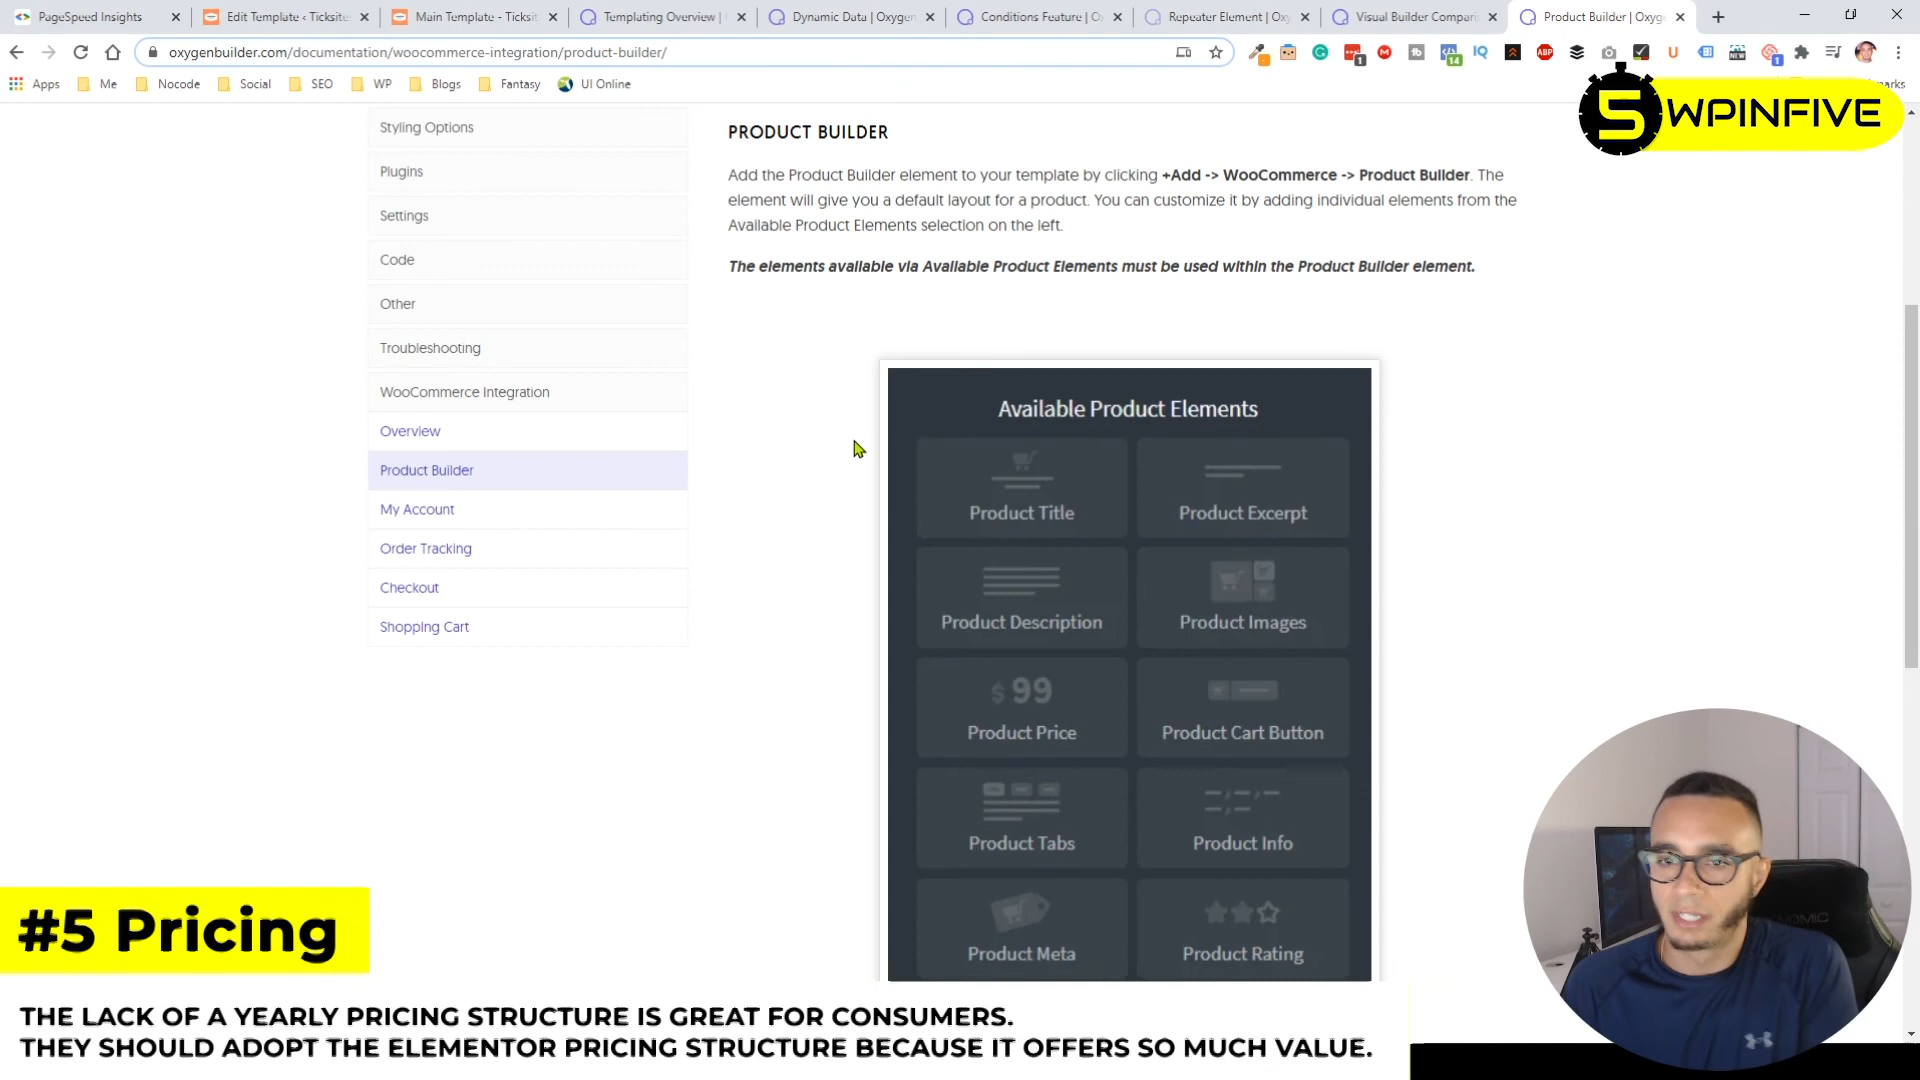 PageSpeed Insights
Edit Template ‹ Ticksite
Main Template - Ticksit
Templating Overview |
Dynamic Data | Oxygen
Conditions Feature | O
Repeater Element | Oxy
Visual Builder Compari
Product Builder | Oxyg
oxygenbuilder.com/documentation/woocommerce-integration/product-builder/
Apps
Me
Nocode
Social
SEO
WP
Blogs
Fantasy
UI Online
5 WPINFIVE
Styling Options
Plugins
Settings
Code
Other
Troubleshooting
WooCommerce Integration
Overview
Product Builder
My Account
Order Tracking
Checkout
Shopping Cart
PRODUCT BUILDER
Add the Product Builder element to your template by clicking +Add -> WooCommerce -> Product Builder. The
element will give you a default layout for a product. You can customize it by adding individual elements from the
Available Product Elements selection on the left.
The elements available via Available Product Elements must be used within the Product Builder element.
Available Product Elements
Product Title
Product Excerpt
Product Description
Product Images
$ 99
Product Price
Product Cart Button
Product Tabs
Product Info
Product Meta
Product Rating
#5 Pricing
THE LACK OF A YEARLY PRICING STRUCTURE IS GREAT FOR CONSUMERS.
THEY SHOULD ADOPT THE ELEMENTOR PRICING STRUCTURE BECAUSE IT OFFERS SO MUCH VALUE.